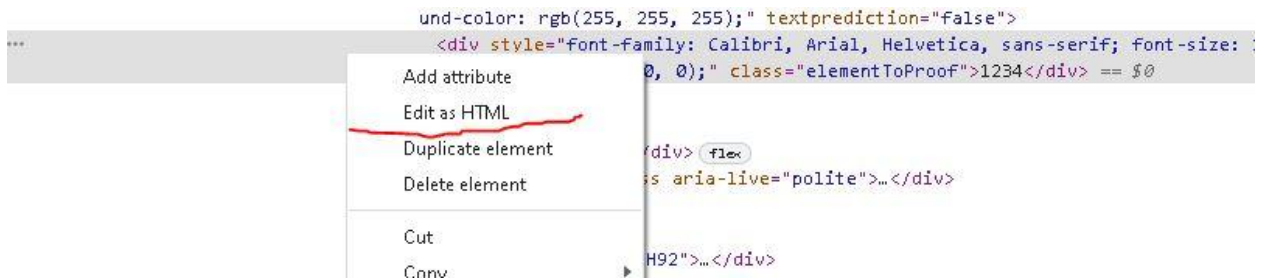 und-color: rgb(255, 255, 255);" textprediction="false">
… <div style="font-family: Calibri, Arial, Helvetica, sans-serif; font-size:
Add attribute 0, 0);" class="elementToProof">1234</div> == $0
Edit as HTML
Duplicate element /div> flex
Delete element ss aria-live="polite">…</div>
Cut
H92">…</div>
Copy